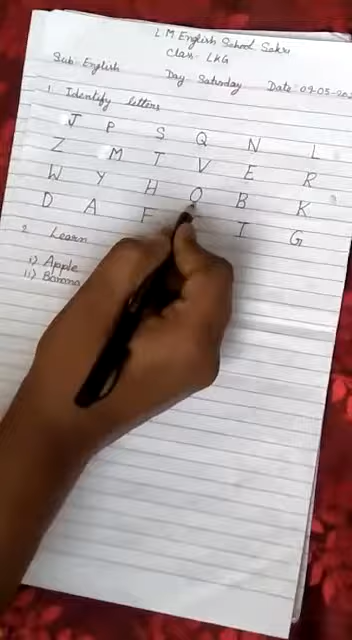 L M English School Sakri
Class- LKG
Sub- English Day- Saturday Date: 09-05-
1. Identify letters
J P S Q N L
Z M T V E R
W Y H O B K
D A F I G
2. Learn
i) Apple
ii) Banana